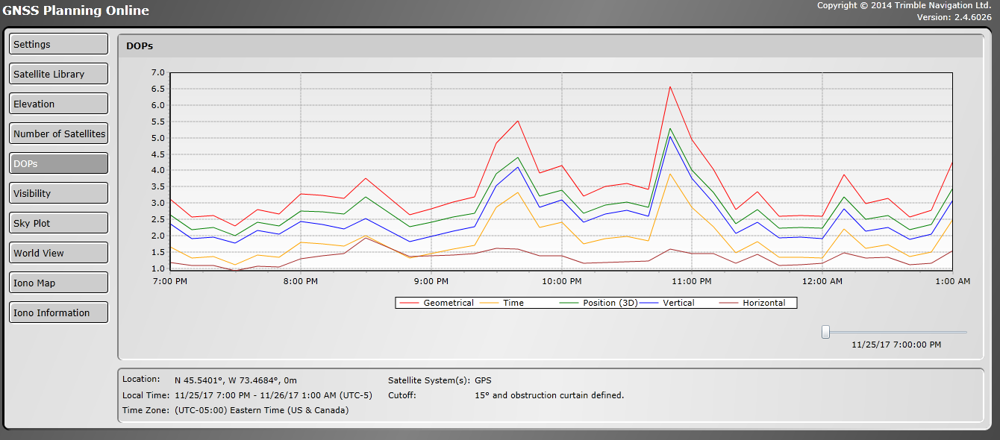 GNSS Planning Online
Copyright © 2014 Trimble Navigation Ltd.
Version: 2.4.6026
Settings
Satellite Library
Elevation
Number of Satellites
DOPs
Visibility
Sky Plot
World View
Iono Map
Iono Information
DOPs
7.0
6.5
6.0
5.5
5.0
4.5
4.0
3.5
3.0
2.5
2.0
1.5
1.0
7:00 PM 8:00 PM 9:00 PM 10:00 PM 11:00 PM 12:00 AM 1:00 AM
Geometrical Time Position (3D) Vertical Horizontal
11/25/17 7:00:00 PM
Location: N 45.5401°, W 73.4684°, 0m
Local Time: 11/25/17 7:00 PM - 11/26/17 1:00 AM (UTC-5)
Time Zone: (UTC-05:00) Eastern Time (US & Canada)
Satellite System(s): GPS
Cutoff: 15° and obstruction curtain defined.